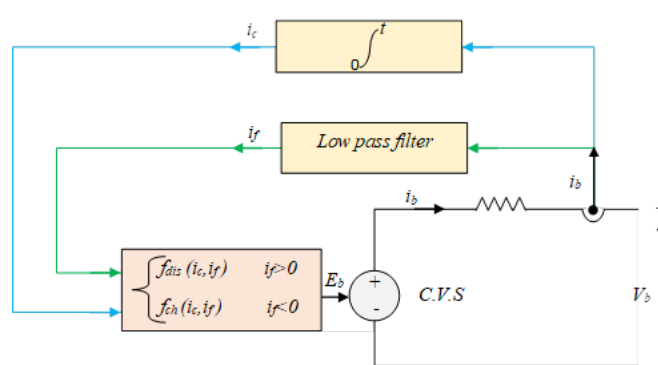 i_c
0∫t
i_f
Low pass filter
i_b
i_b
f_dis (i_c,i_f) i_f>0
f_ch (i_c,i_f) i_f<0
E_b
+
-
C.V.S
V_b